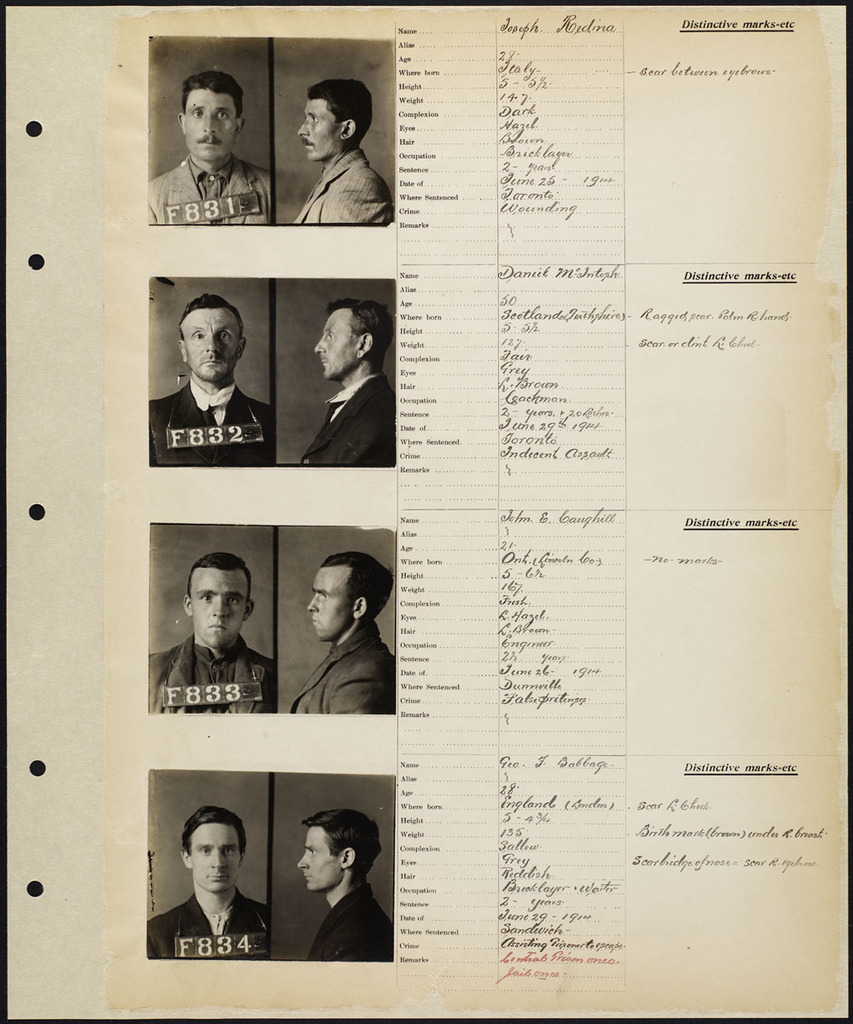 Distinctive marks-etc
Name Joseph Redina
Alias
Age 28
Where born Italy - scar between eyebrows-
Height 5 - 5½
Weight 147
Complexion Dark
Eyes Hazel
Hair Brown
Occupation Bricklayer
Sentence 2 - years
Date of June 25 - 1914
Where Sentenced Toronto
Crime Wounding
Remarks
F831
Distinctive marks-etc
Name Daniel McIntosh
Alias
Age 50
Where born Scotland (Perthshire) - Ragged scar Palm R hand.
Height 5 - 5½
Weight 127 scar or dint L. Cheek-
Complexion Fair
Eyes Grey
Hair L. Brown
Occupation Coachman
Sentence 2 - years + 20 Lashes
Date of June 29th 1914
Where Sentenced Toronto
Crime Indecent Assault
Remarks
F832
Distinctive marks-etc
Name John E. Caughill
Alias
Age 21
Where born Ont. (Lincoln Co) -no-marks-
Height 5 - 6½
Weight 167
Complexion Fresh
Eyes L. Hazel
Hair L. Brown
Occupation Engineer
Sentence 2½ years
Date of June 26 - 1914
Where Sentenced Dunnville
Crime False pretenses
Remarks
F833
Distinctive marks-etc
Name Geo. F. Babbage
Alias
Age 28
Where born England (London) Scar L Cheek
Height 5 - 4¾
Weight 135 Birth mark (brown) under R. breast
Complexion Sallow
Eyes Grey Scar bridge of nose = scar R. eyebrow
Hair Reddish
Occupation Bricklayer + Waiter
Sentence 2 - years
Date of June 29 - 1914
Where Sentenced Sandwich
Crime Assisting Prisoner to escape
Remarks Central Prison once-
Jail once-
F834